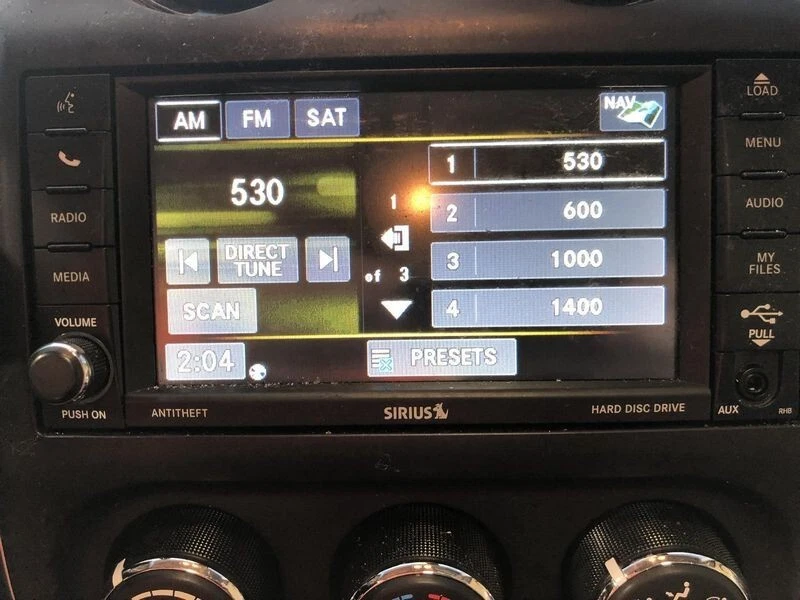 LOAD
AM FM SAT NAV
MENU
1 530
530
RADIO
1
2 600
AUDIO
DIRECT TUNE
of 3
3 1000
MY FILES
MEDIA
SCAN
4 1400
VOLUME
PULL
2:04
PRESETS
PUSH ON
ANTITHEFT
SIRIUS
HARD DISC DRIVE
AUX
RHB